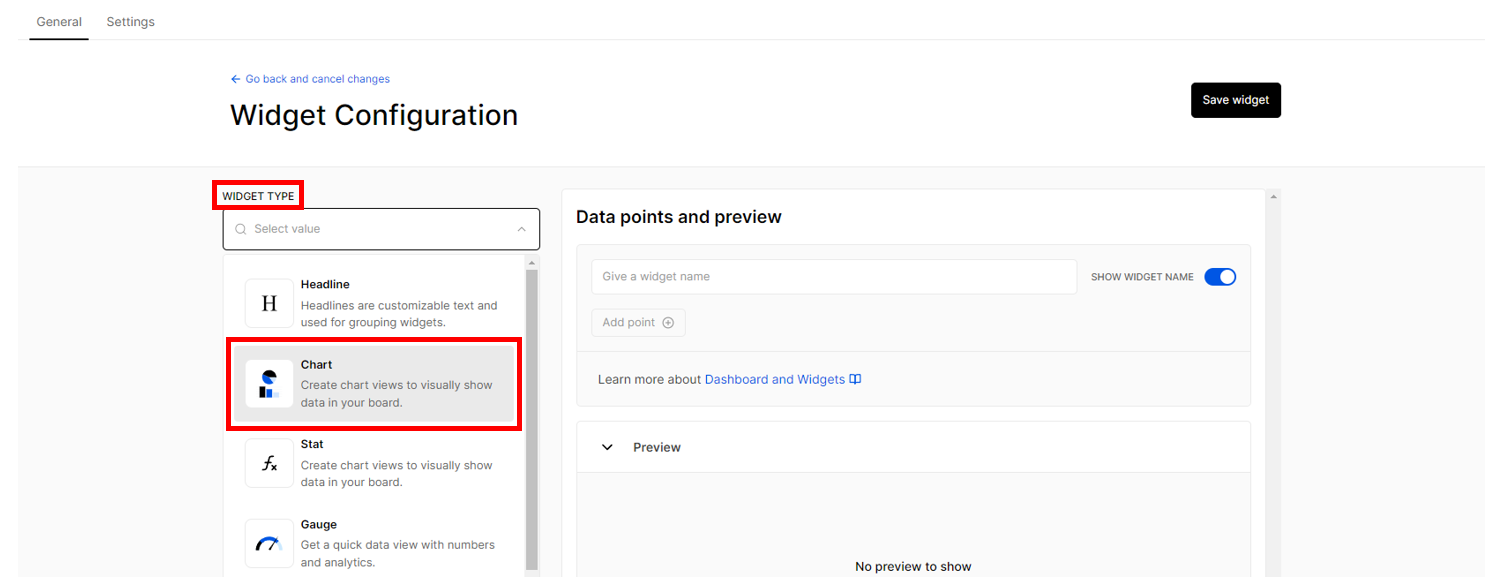 General
Settings
Go back and cancel changes
Widget Configuration
Save widget
WIDGET TYPE
Select value
H
Headline
Headlines are customizable text and
used for grouping widgets.
Chart
Create chart views to visually show
data in your board.
fx
Stat
Create chart views to visually show
data in your board.
Gauge
Get a quick data view with numbers
and analytics.
Data points and preview
Give a widget name
SHOW WIDGET NAME
Add point
Learn more about Dashboard and Widgets
Preview
No preview to show